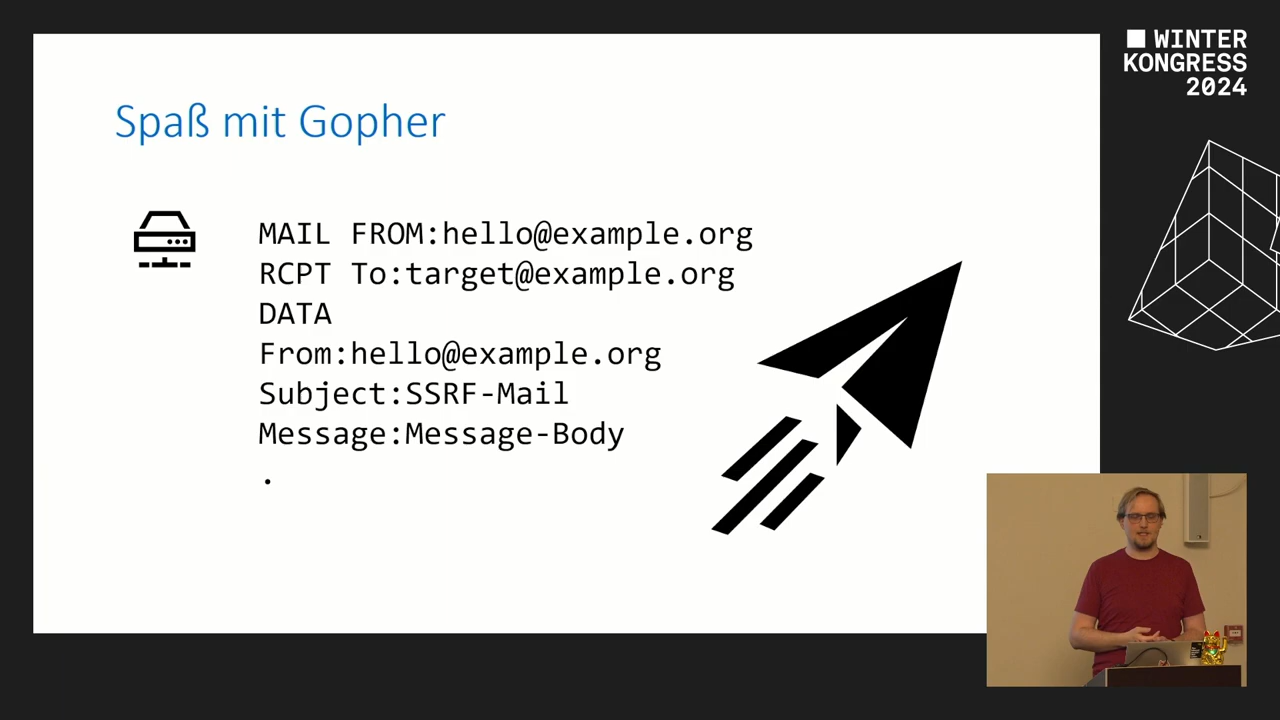 Spaß mit Gopher
MAIL FROM:hello@example.org
RCPT To:target@example.org
DATA
From:hello@example.org
Subject:SSRF-Mail
Message:Message-Body
.
WINTER
KONGRESS
2024